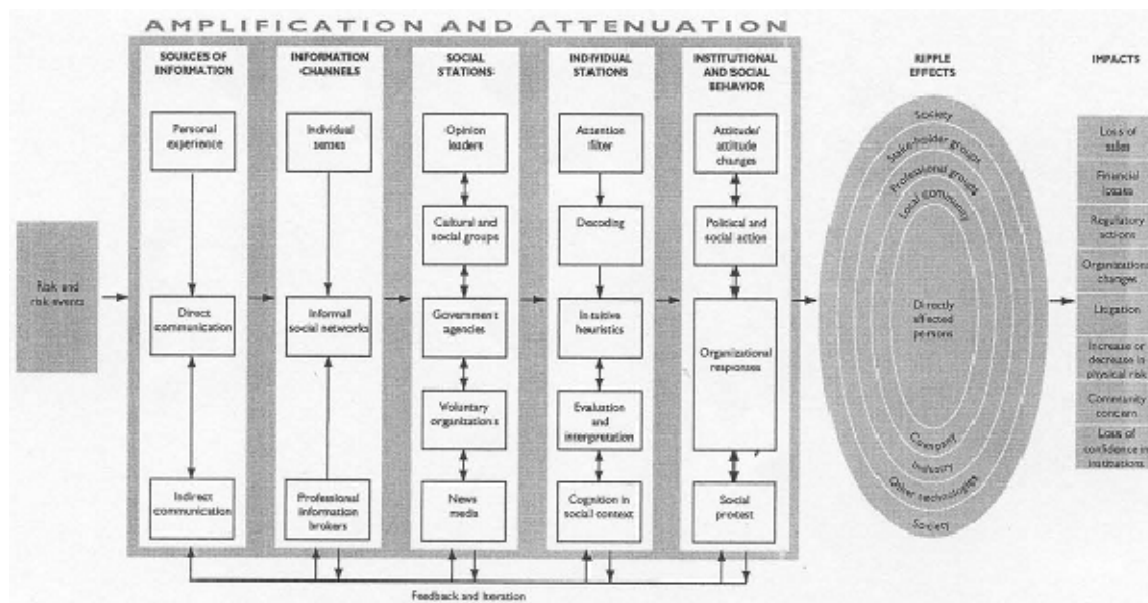 AMPLIFICATION AND ATTENUATION
SOURCES OF
INFORMATION
INFORMATION
CHANNELS
SOCIAL
STATIONS
INDIVIDUAL
STATIONS
INSTITUTIONAL
AND SOCIAL
BEHAVIOR
RIPPLE
EFFECTS
IMPACTS
Risk and
risk events
Personal
experience
Direct
communication
Indirect
communication
Individual
senses
Informal
social networks
Professional
information
brokers
Opinion
leaders
Cultural and
social groups
Government
agencies
Voluntary
organizations
News
media
Attention
filter
Decoding
Intuitive
heuristics
Evaluation and
interpretation
Cognition in
social context
Attitude/
attitude
changes
Political and
social action
Organizational
responses
Social
protest
Society
Stakeholder groups
Professional groups
Local community
Directly
affected
persons
Company
Industry
Other technologies
Society
Loss of
sales
Financial
losses
Regulatory
actions
Organizational
changes
Litigation
Increase or
decrease in
physical risk
Community
concern
Loss of
confidence in
institutions
Feedback and iteration